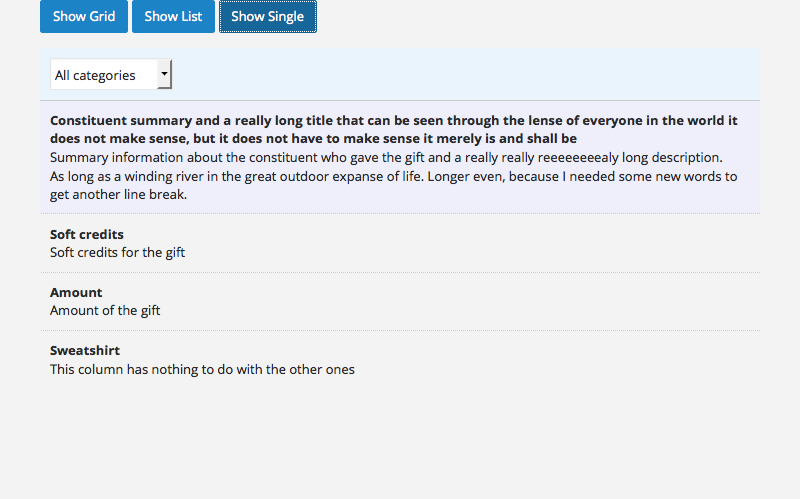 Show Grid Show List Show Single
All categories
Constituent summary and a really long title that can be seen through the lense of everyone in the world it
does not make sense, but it does not have to make sense it merely is and shall be
Summary information about the constituent who gave the gift and a really really reeeeeeeealy long description.
As long as a winding river in the great outdoor expanse of life. Longer even, because I needed some new words to
get another line break.
Soft credits
Soft credits for the gift
Amount
Amount of the gift
Sweatshirt
This column has nothing to do with the other ones